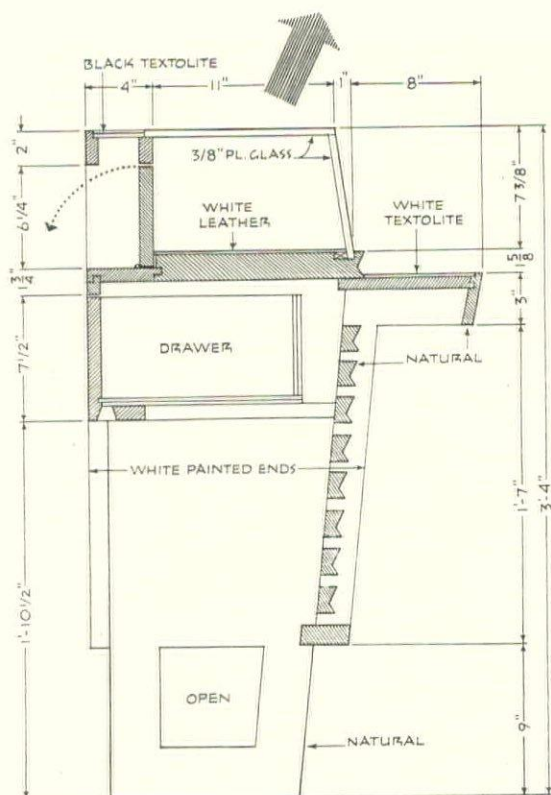 BLACK TEXTOLITE
4"
11"
1"
8"
2"
3/8" PL. GLASS
7 3/8"
6 1/4"
WHITE
LEATHER
WHITE
TEXTOLITE
1 5/8
1 3/4
3"
7 1/2"
DRAWER
NATURAL
WHITE PAINTED ENDS
1'-7"
3'-4"
1'-10 1/2"
OPEN
9"
NATURAL